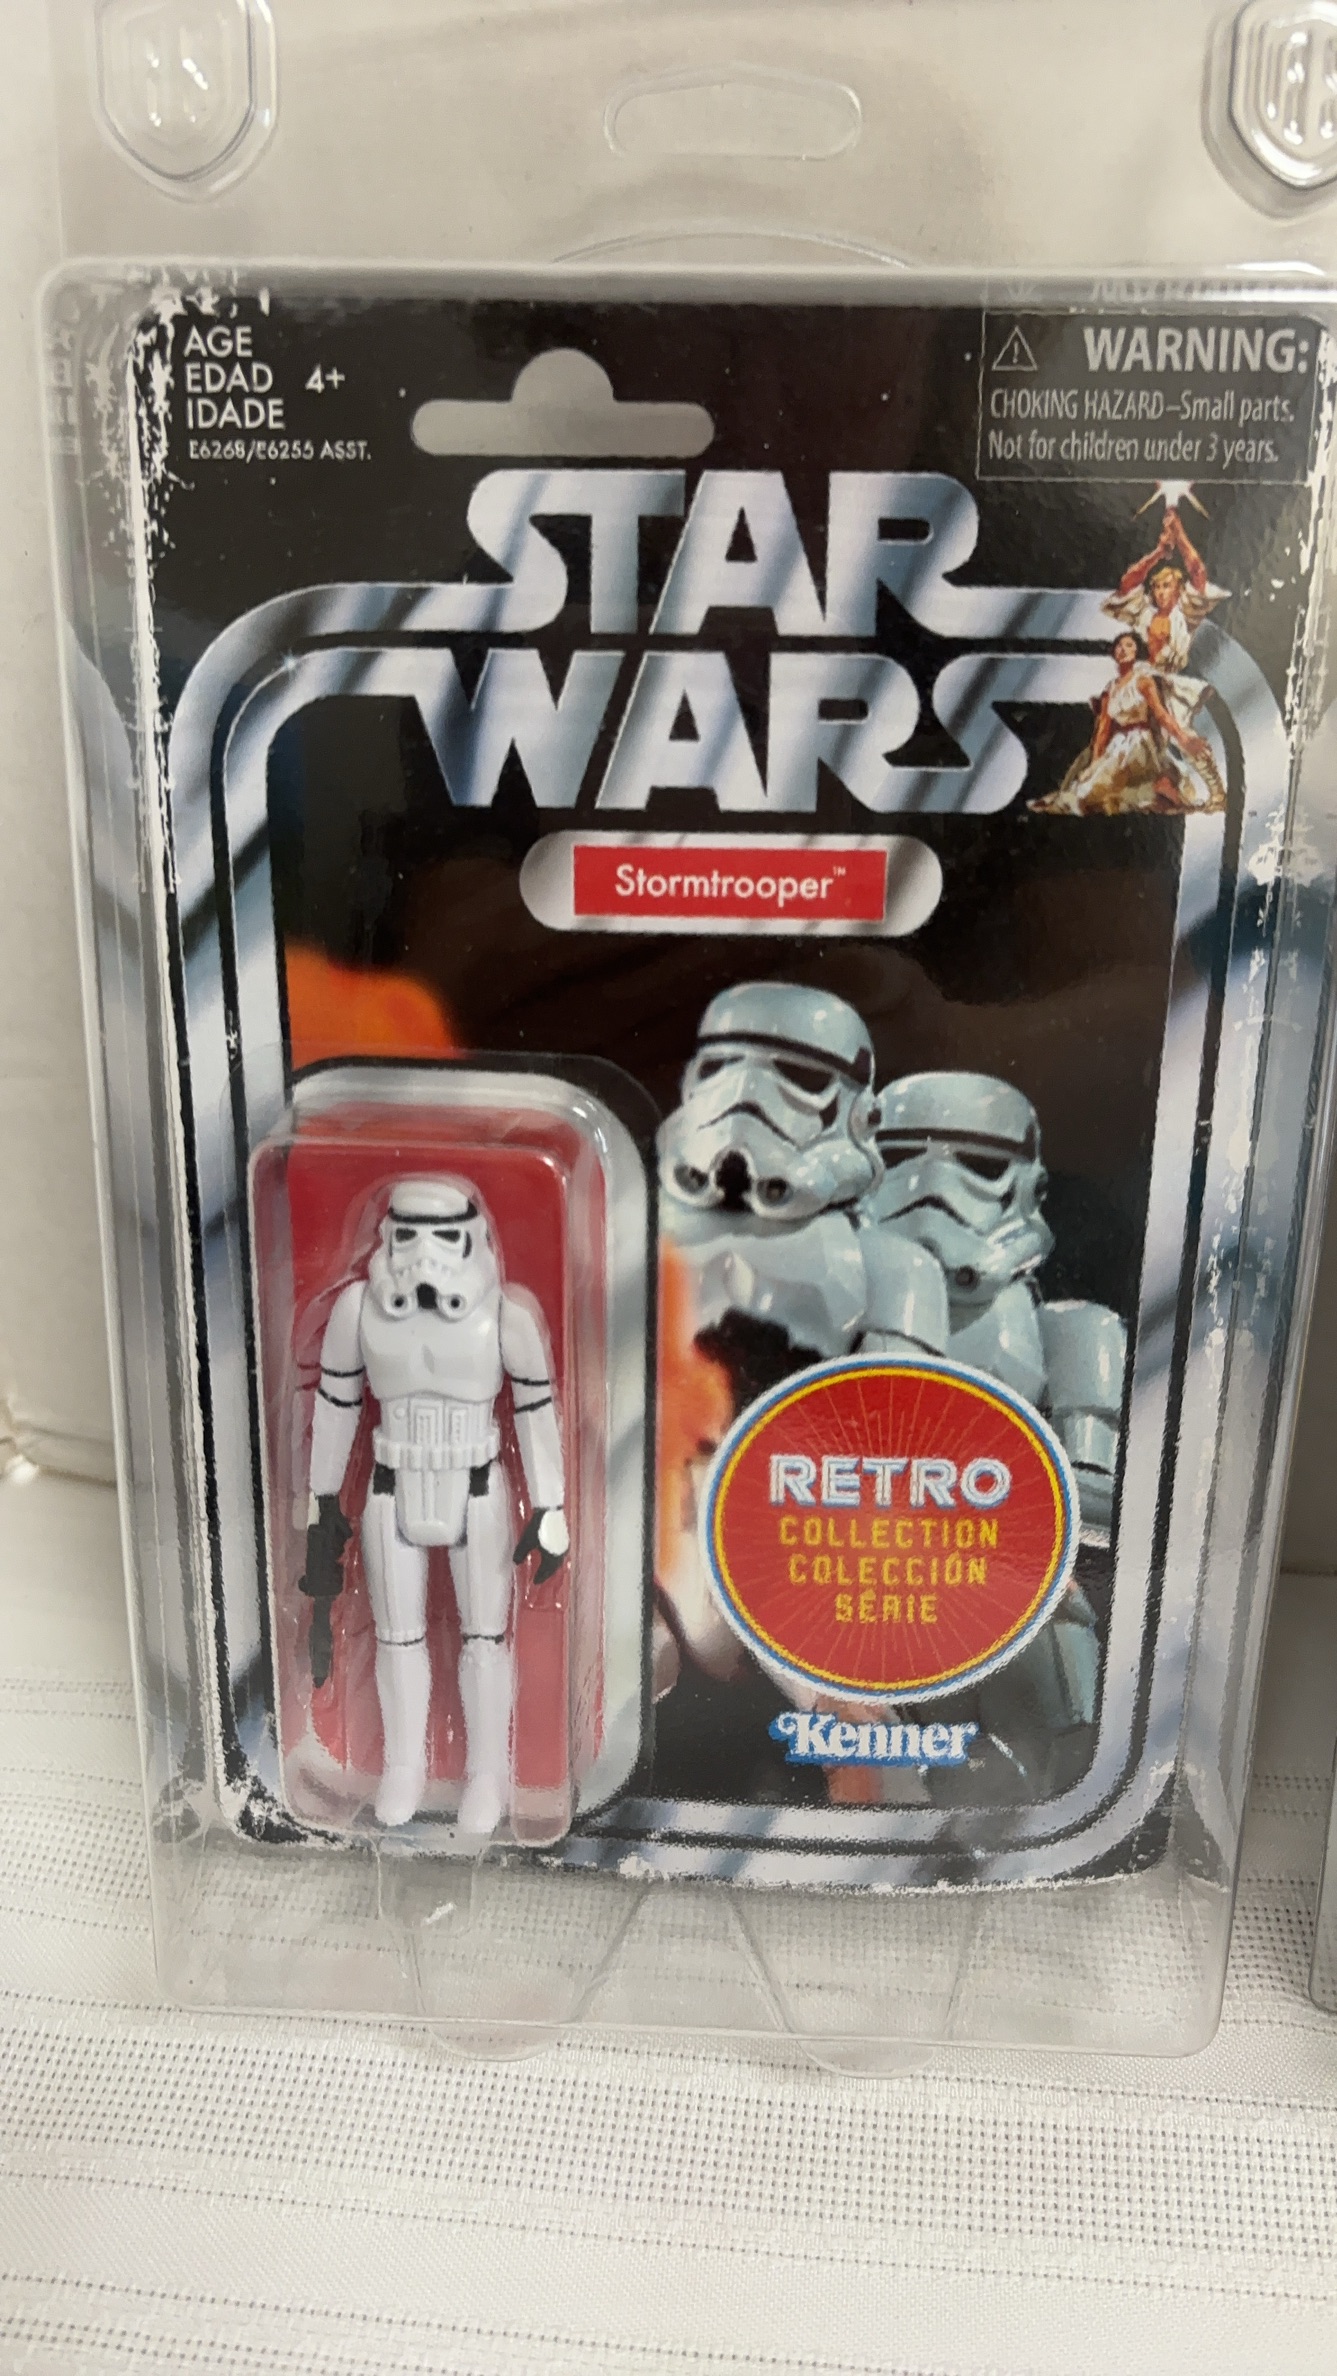 AGE
EDAD 4+
IDADE
E6268/E6255 ASST.
WARNING:
CHOKING HAZARD–Small parts.
Not for children under 3 years.
STAR
WARS
Stormtrooper™
RETRO
COLLECTION
COLECCIÓN
SÉRIE
Kenner